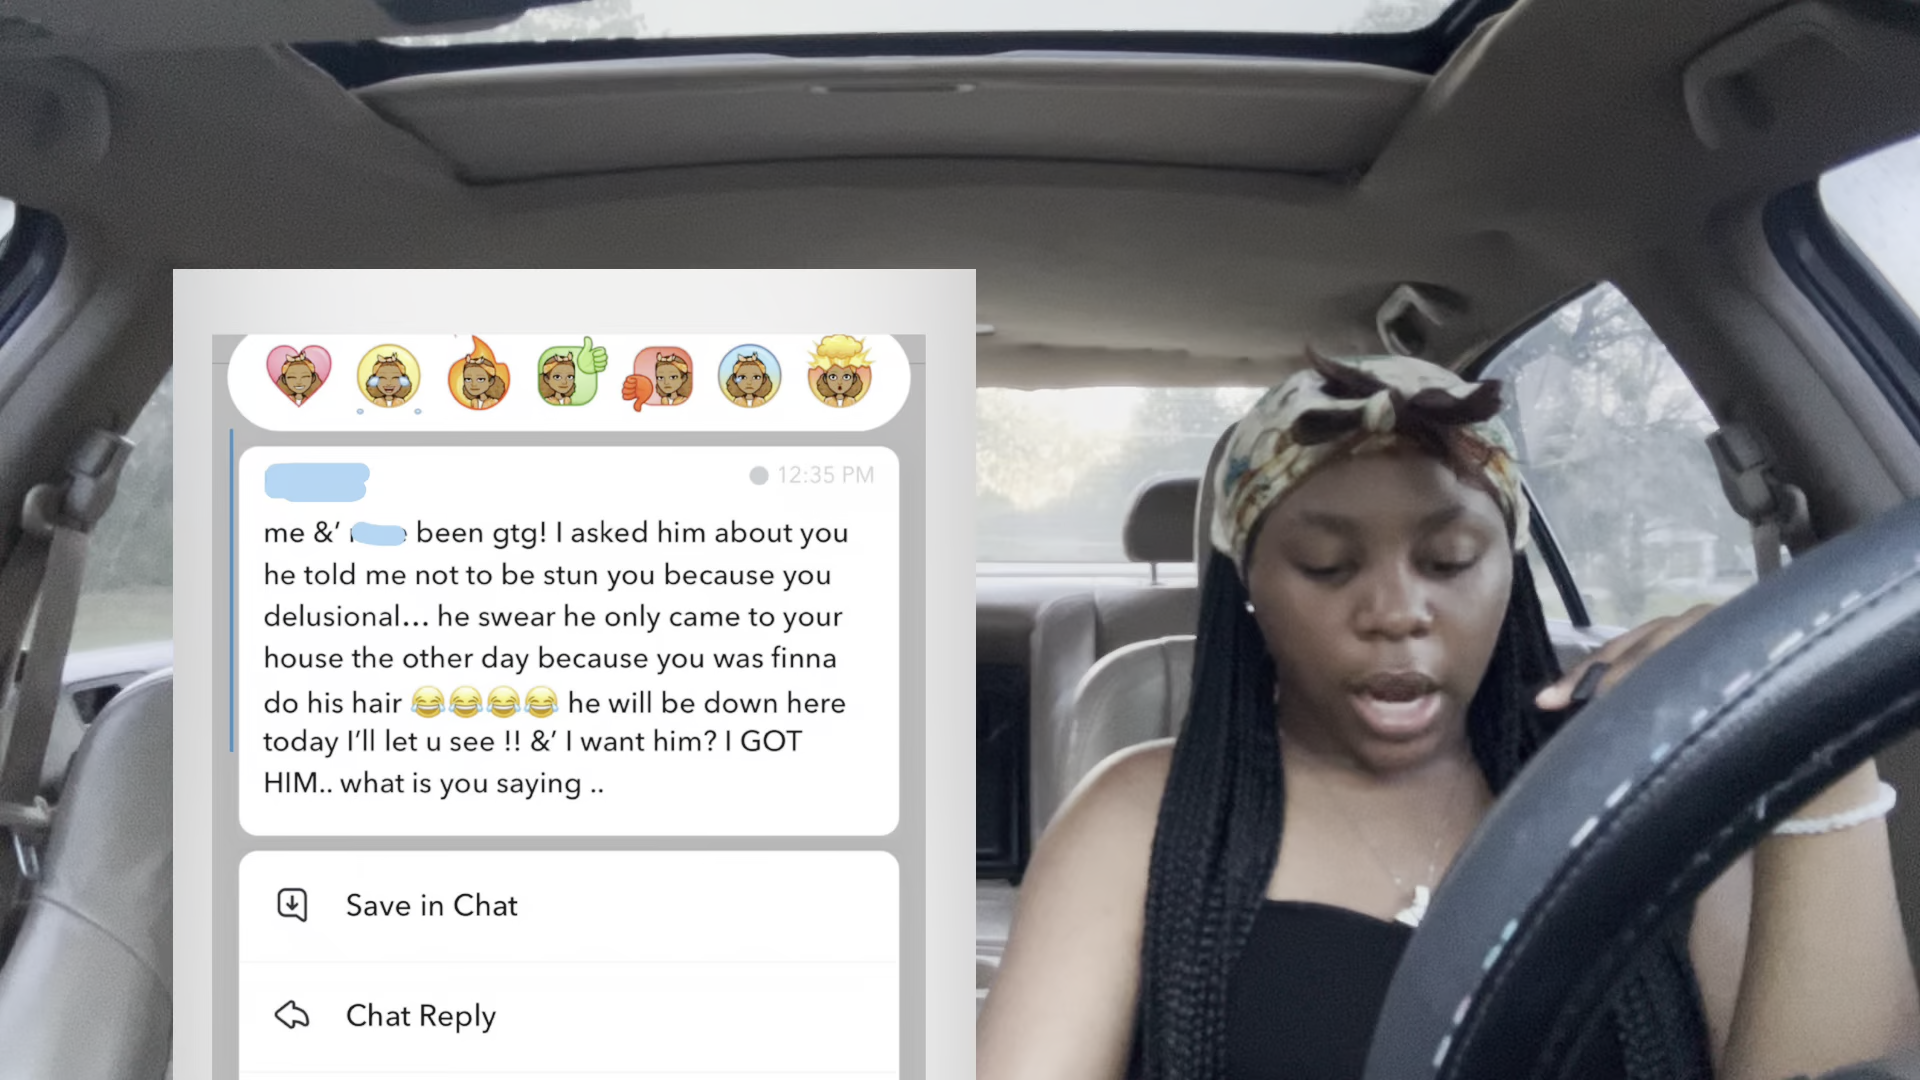 12:35 PM
me &’ been gtg! I asked him about you
he told me not to be stun you because you
delusional... he swear he only came to your
house the other day because you was finna
do his hair 😂😂😂😂 he will be down here
today I’ll let u see !! &’ I want him? I GOT
HIM.. what is you saying ..
Save in Chat
Chat Reply